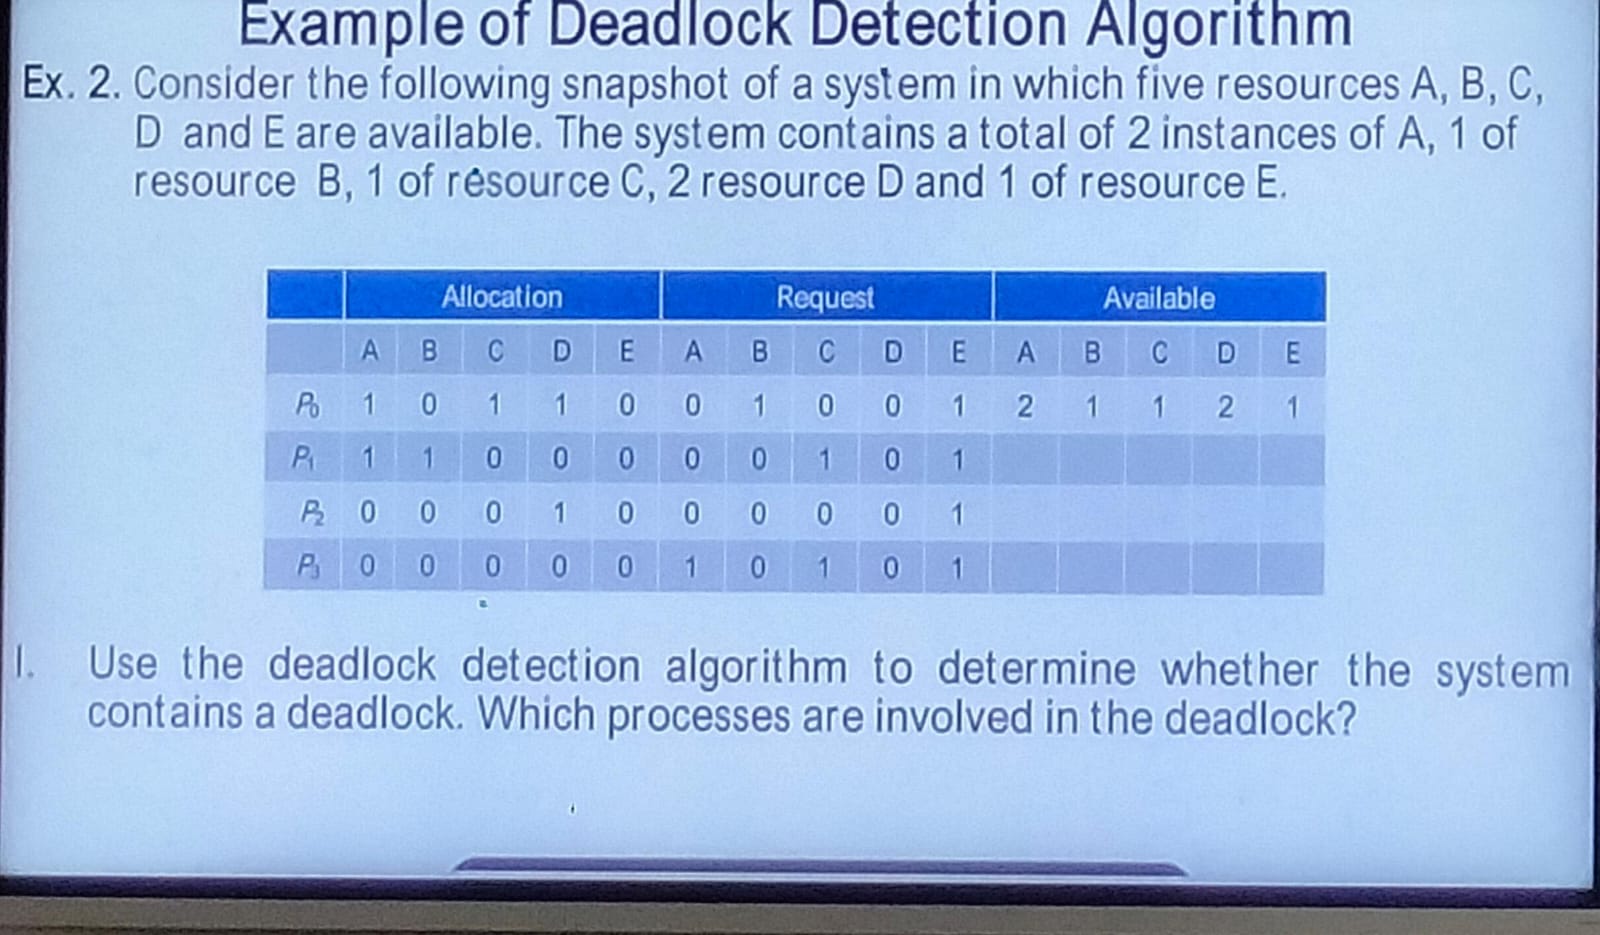 Example of Deadlock Detection Algorithm
Ex. 2. Consider the following snapshot of a system in which five resources A, B, C,
D and E are available. The system contains a total of 2 instances of A, 1 of
resource B, 1 of resource C, 2 resource D and 1 of resource E.
Allocation Request Available
A B C D E A B C D E A B C D E
P0 1 0 1 1 0 0 1 0 0 1 2 1 1 2 1
P1 1 1 0 0 0 0 0 1 0 1
P2 0 0 0 1 0 0 0 0 0 1
P3 0 0 0 0 0 1 0 1 0 1
I. Use the deadlock detection algorithm to determine whether the system
contains a deadlock. Which processes are involved in the deadlock?